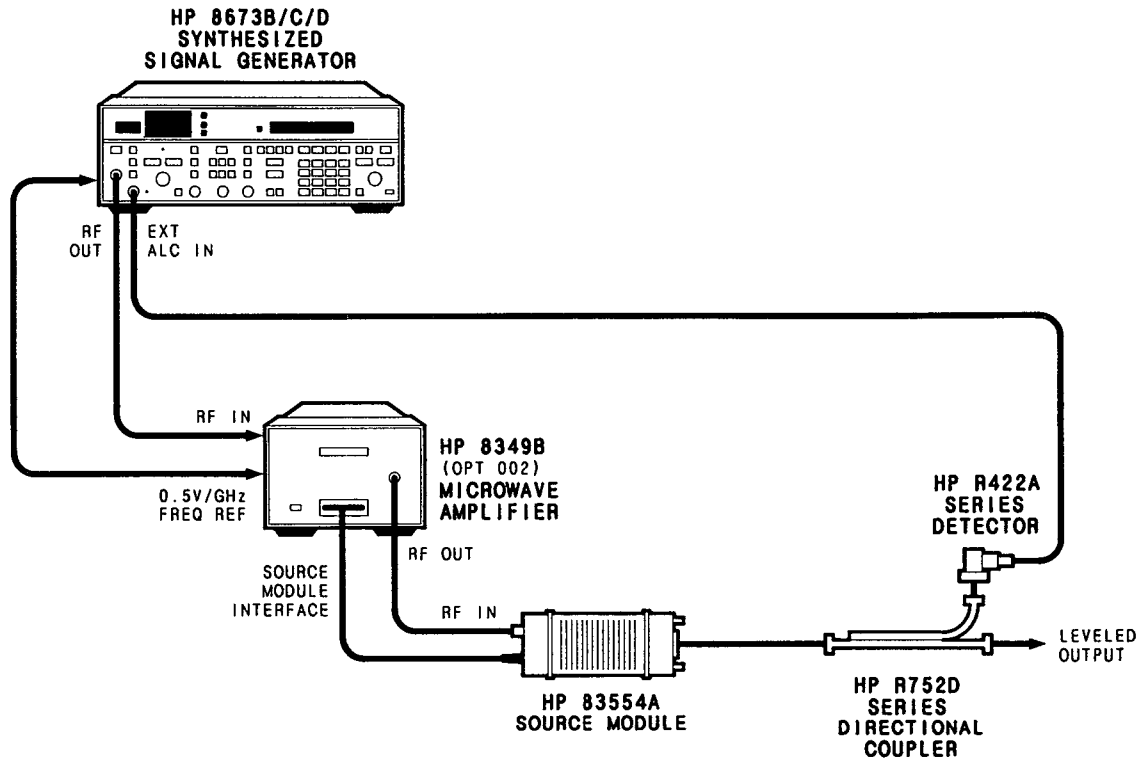 HP 8673B/C/D
SYNTHESIZED
SIGNAL GENERATOR
RF
OUT
EXT
ALC IN
RF IN
0.5V/GHz
FREQ REF
HP 8349B
(OPT 002)
MICROWAVE
AMPLIFIER
RF OUT
SOURCE
MODULE
INTERFACE
RF IN
HP 83554A
SOURCE MODULE
HP R422A
SERIES
DETECTOR
LEVELED
OUTPUT
HP R752D
SERIES
DIRECTIONAL
COUPLER